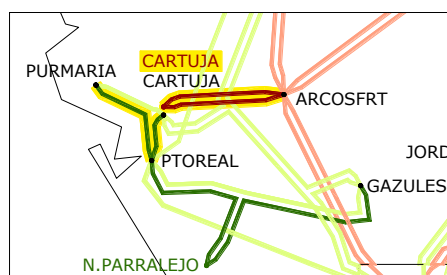 CARTUJA
PURMARIA CARTUJA
ARCOSFRT
PTOREAL JORD
GAZULES
N.PARRALEJO